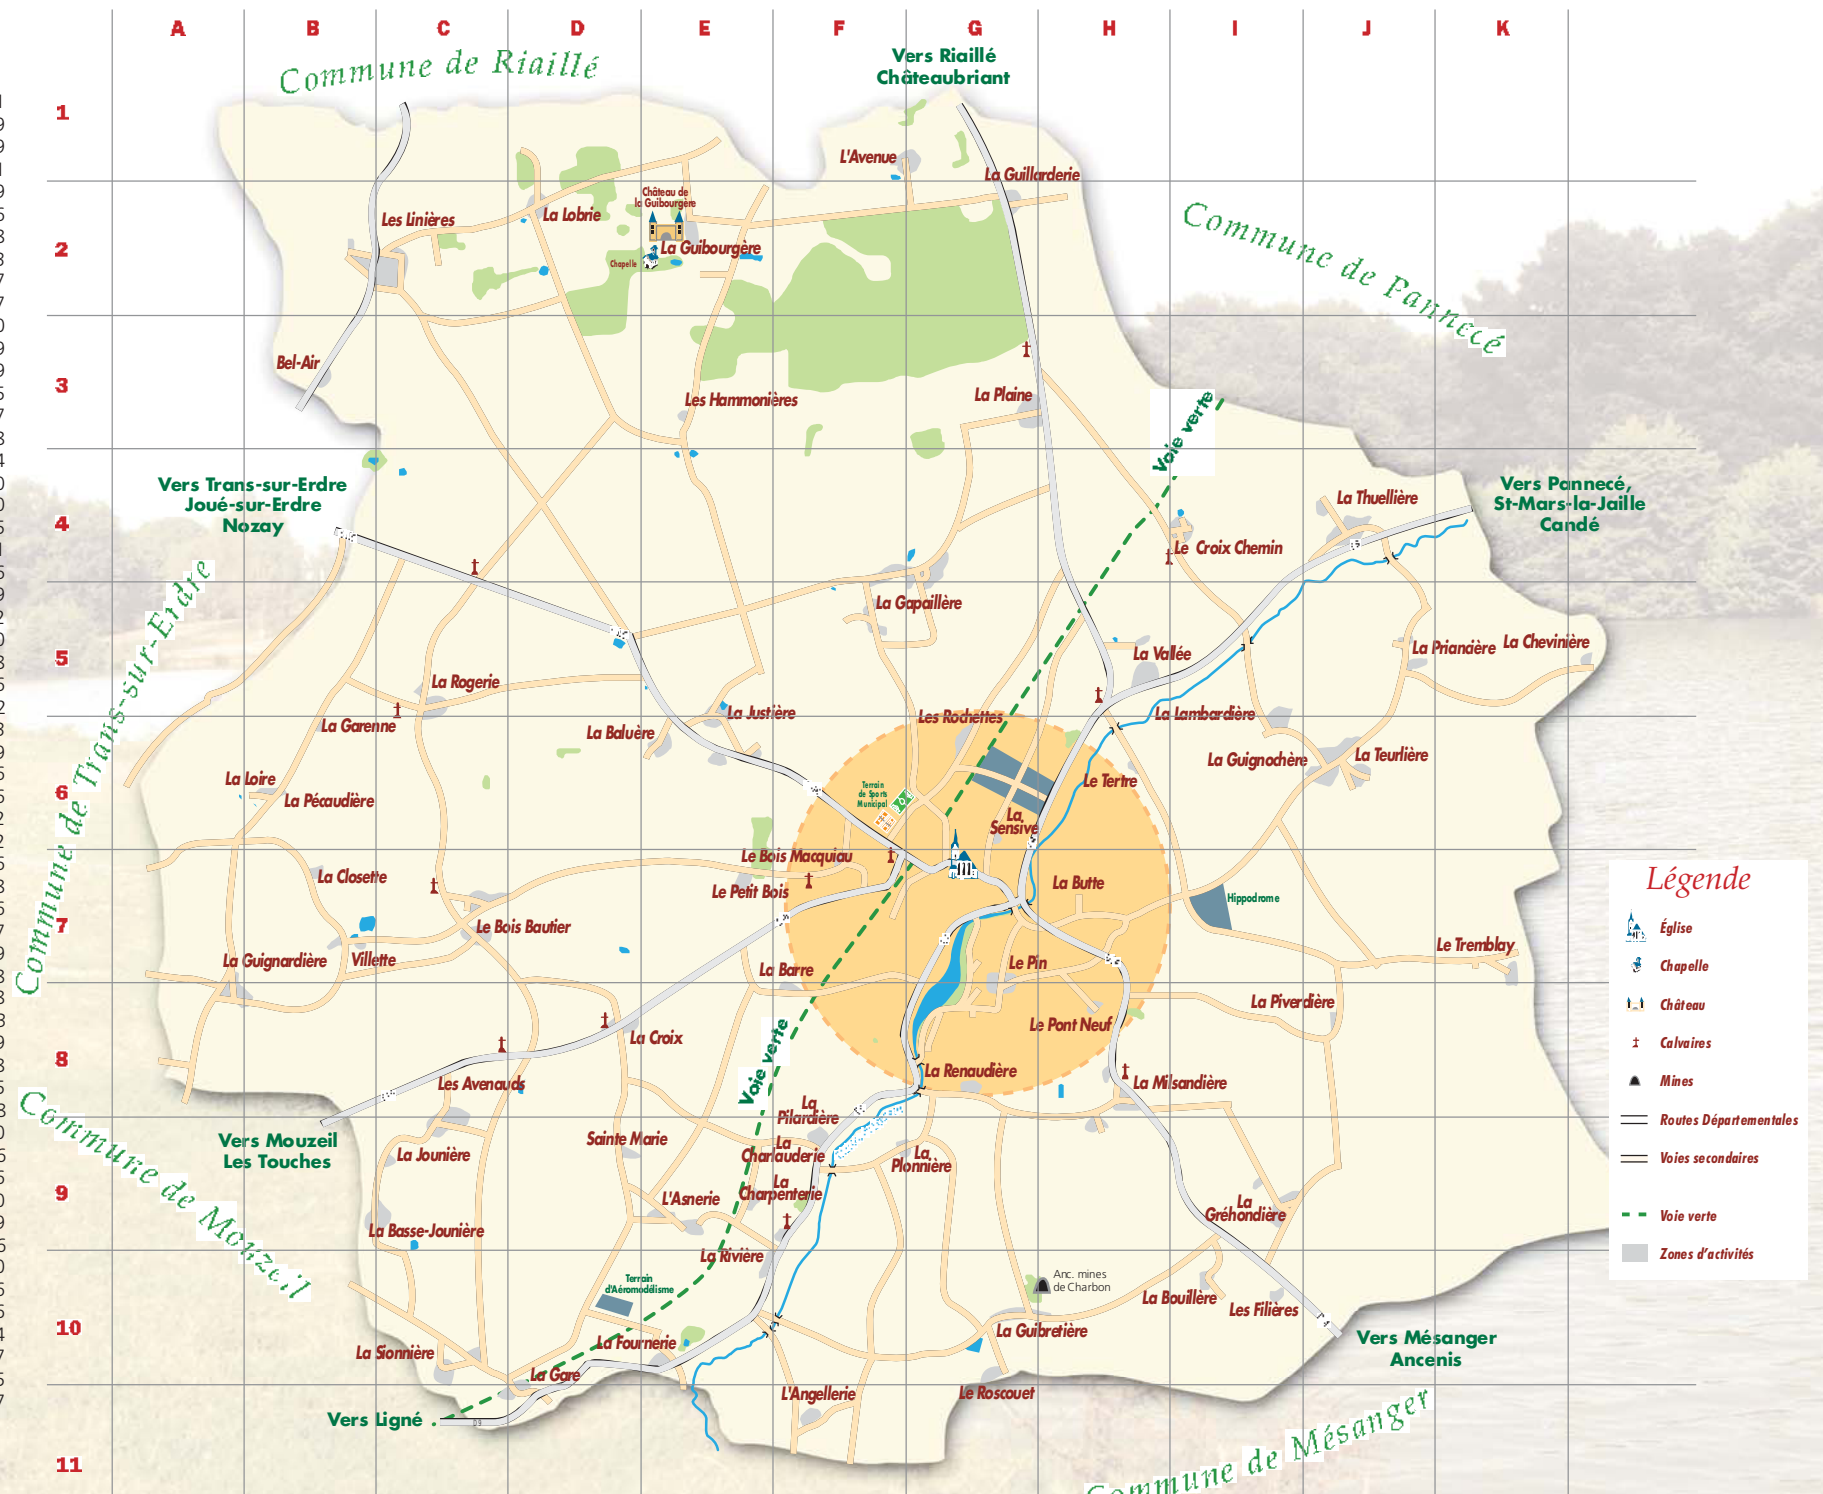 A B C D E F G H I J K
1
2
3
4
5
6
7
8
9
10
11
Commune de Riaillé
Vers Riaillé
Châteaubriant
Commune de Pannecé
L'Avenue
La Guillarderie
Château de
la Guibourgère
Les Linières
La Lobrie
La Guibourgère
Chapelle
Bel-Air
Les Hammonières
La Plaine
Voie verte
Vers Trans-sur-Erdre
Joué-sur-Erdre
Nozay
La Thuellière
Vers Pannecé,
St-Mars-la-Jaille
Candé
Le Croix Chemin
Commune de Trans-sur-Erdre
La Gapaillère
La Vallée
La Priancière
La Chevinière
La Rogerie
La Garenne
La Justière
La Baluère
Les Rochettes
La Lambardière
La Guignochère
La Teurlière
La Loire
La Pécaudière
Terrain
de Sports
Municipal
Le Tertre
La
Sensive
Le Bois Macquiau
Le Petit Bois
La Closette
La Butte
Hippodrome
Le Bois Bautier
La Guignardière
Villette
La Barre
Le Pin
Le Tremblay
La Piverdière
Le Pont Neuf
La Croix
Voie verte
Les Avenauds
La Renaudière
La Milsandière
Commune de Mouzeil
Vers Mouzeil
Les Touches
La
Pilardière
Sainte Marie
La Jounière
La
Charlauderie
La
Plonnière
La
Charpenterie
L'Asnerie
La
Gréhondière
La Basse-Jounière
La Rivière
Terrain
d'Aéromodélisme
Anc. mines
de Charbon
La Bouillère
Les Filières
La Fournerie
La Guibretière
La Sionnière
La Gare
Vers Mésanger
Ancenis
L'Angellerie
Le Roscouet
Vers Ligné
D9
Commune de Mésanger
Légende
Église
Chapelle
Château
Calvaires
Mines
Routes Départementales
Voies secondaires
Voie verte
Zones d'activités